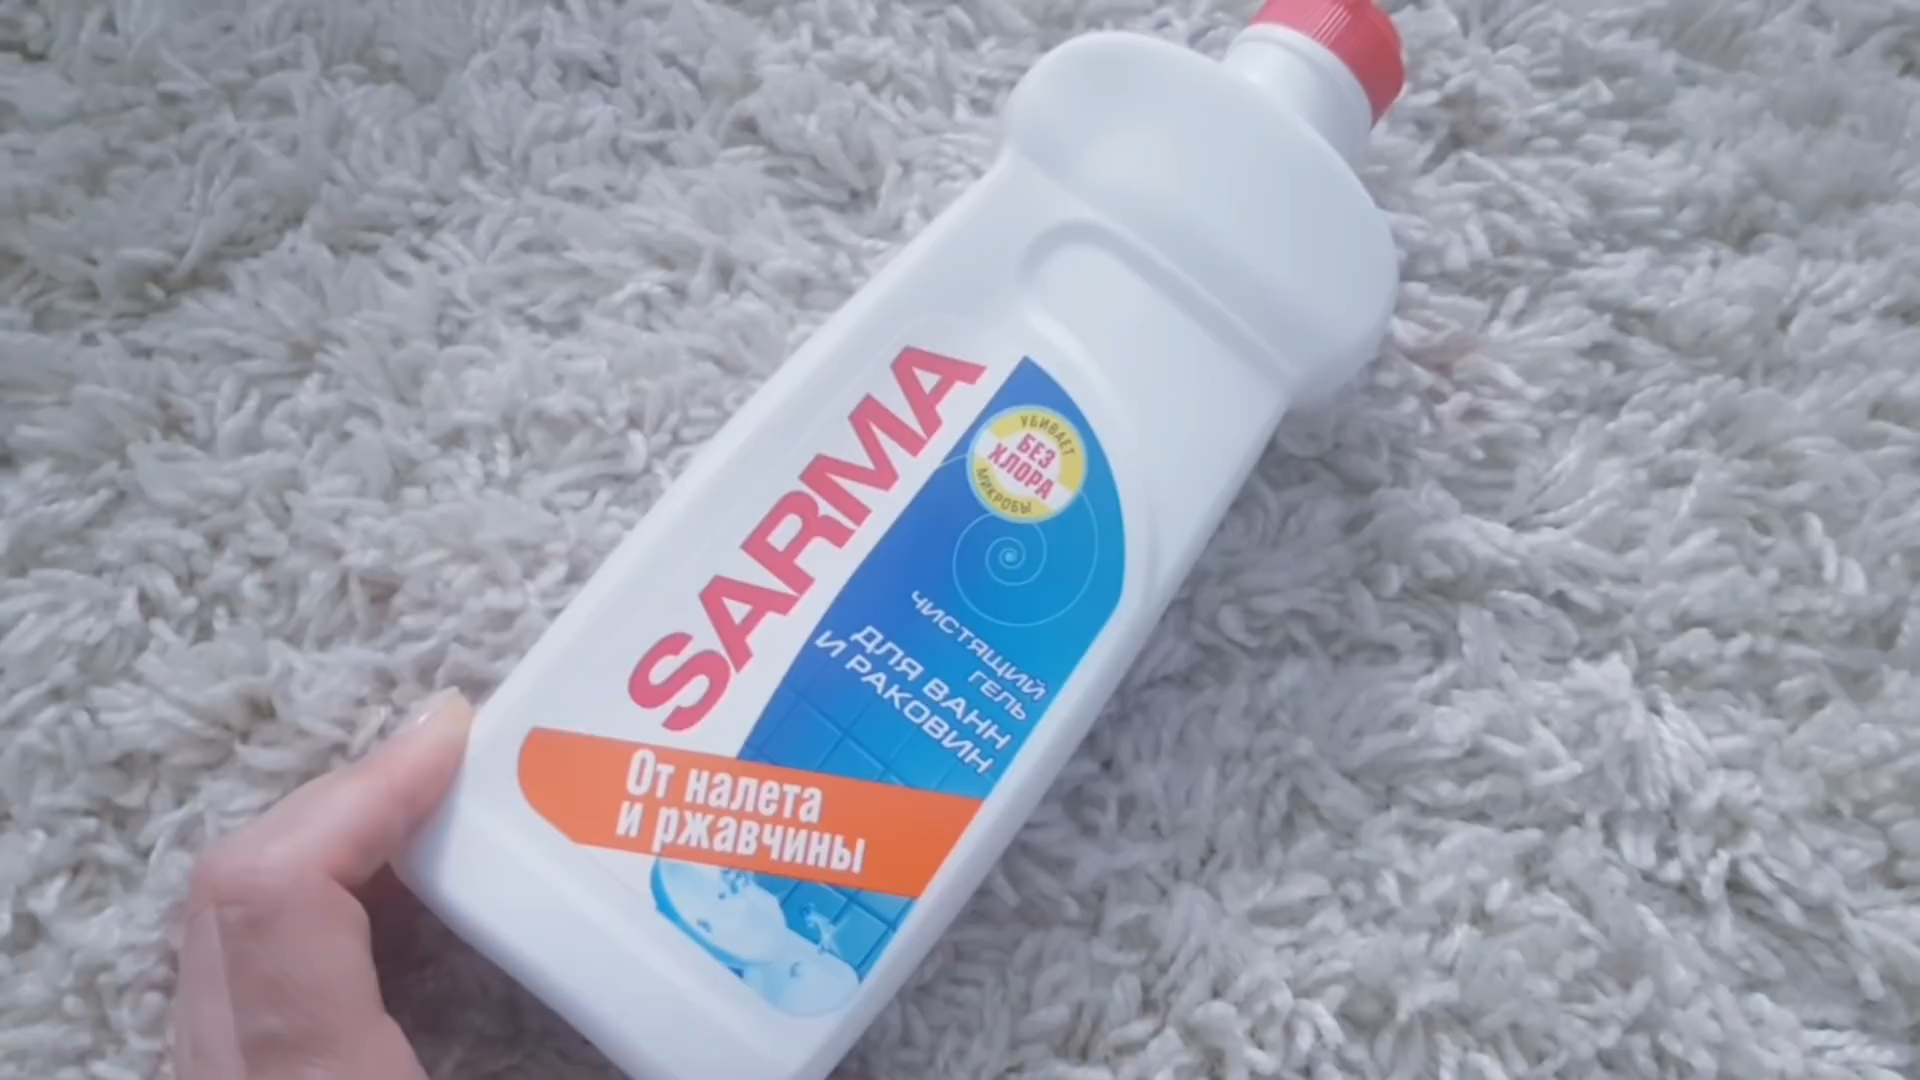 SARMA
УБИВАЕТ
БЕЗ
ХЛОРА
МИКРОБЫ
ЧИСТЯЩИЙ
ГЕЛЬ
ДЛЯ ВАНН
И РАКОВИН
От налета
и ржавчины